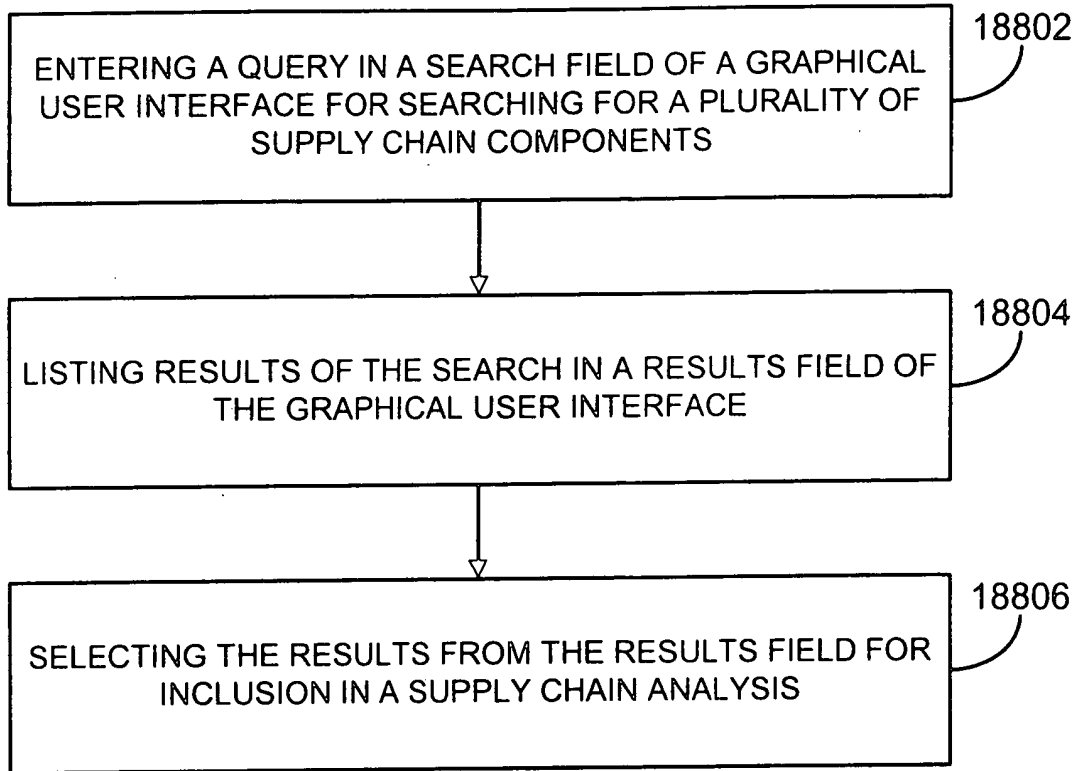 18802
ENTERING A QUERY IN A SEARCH FIELD OF A GRAPHICAL
USER INTERFACE FOR SEARCHING FOR A PLURALITY OF
SUPPLY CHAIN COMPONENTS
18804
LISTING RESULTS OF THE SEARCH IN A RESULTS FIELD OF
THE GRAPHICAL USER INTERFACE
18806
SELECTING THE RESULTS FROM THE RESULTS FIELD FOR
INCLUSION IN A SUPPLY CHAIN ANALYSIS